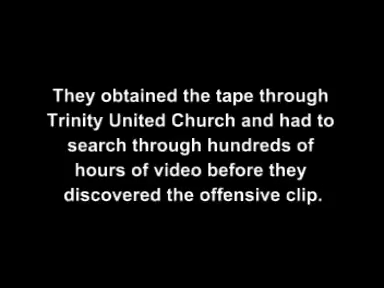 They obtained the tape through
Trinity United Church and had to
search through hundreds of
hours of video before they
discovered the offensive clip.